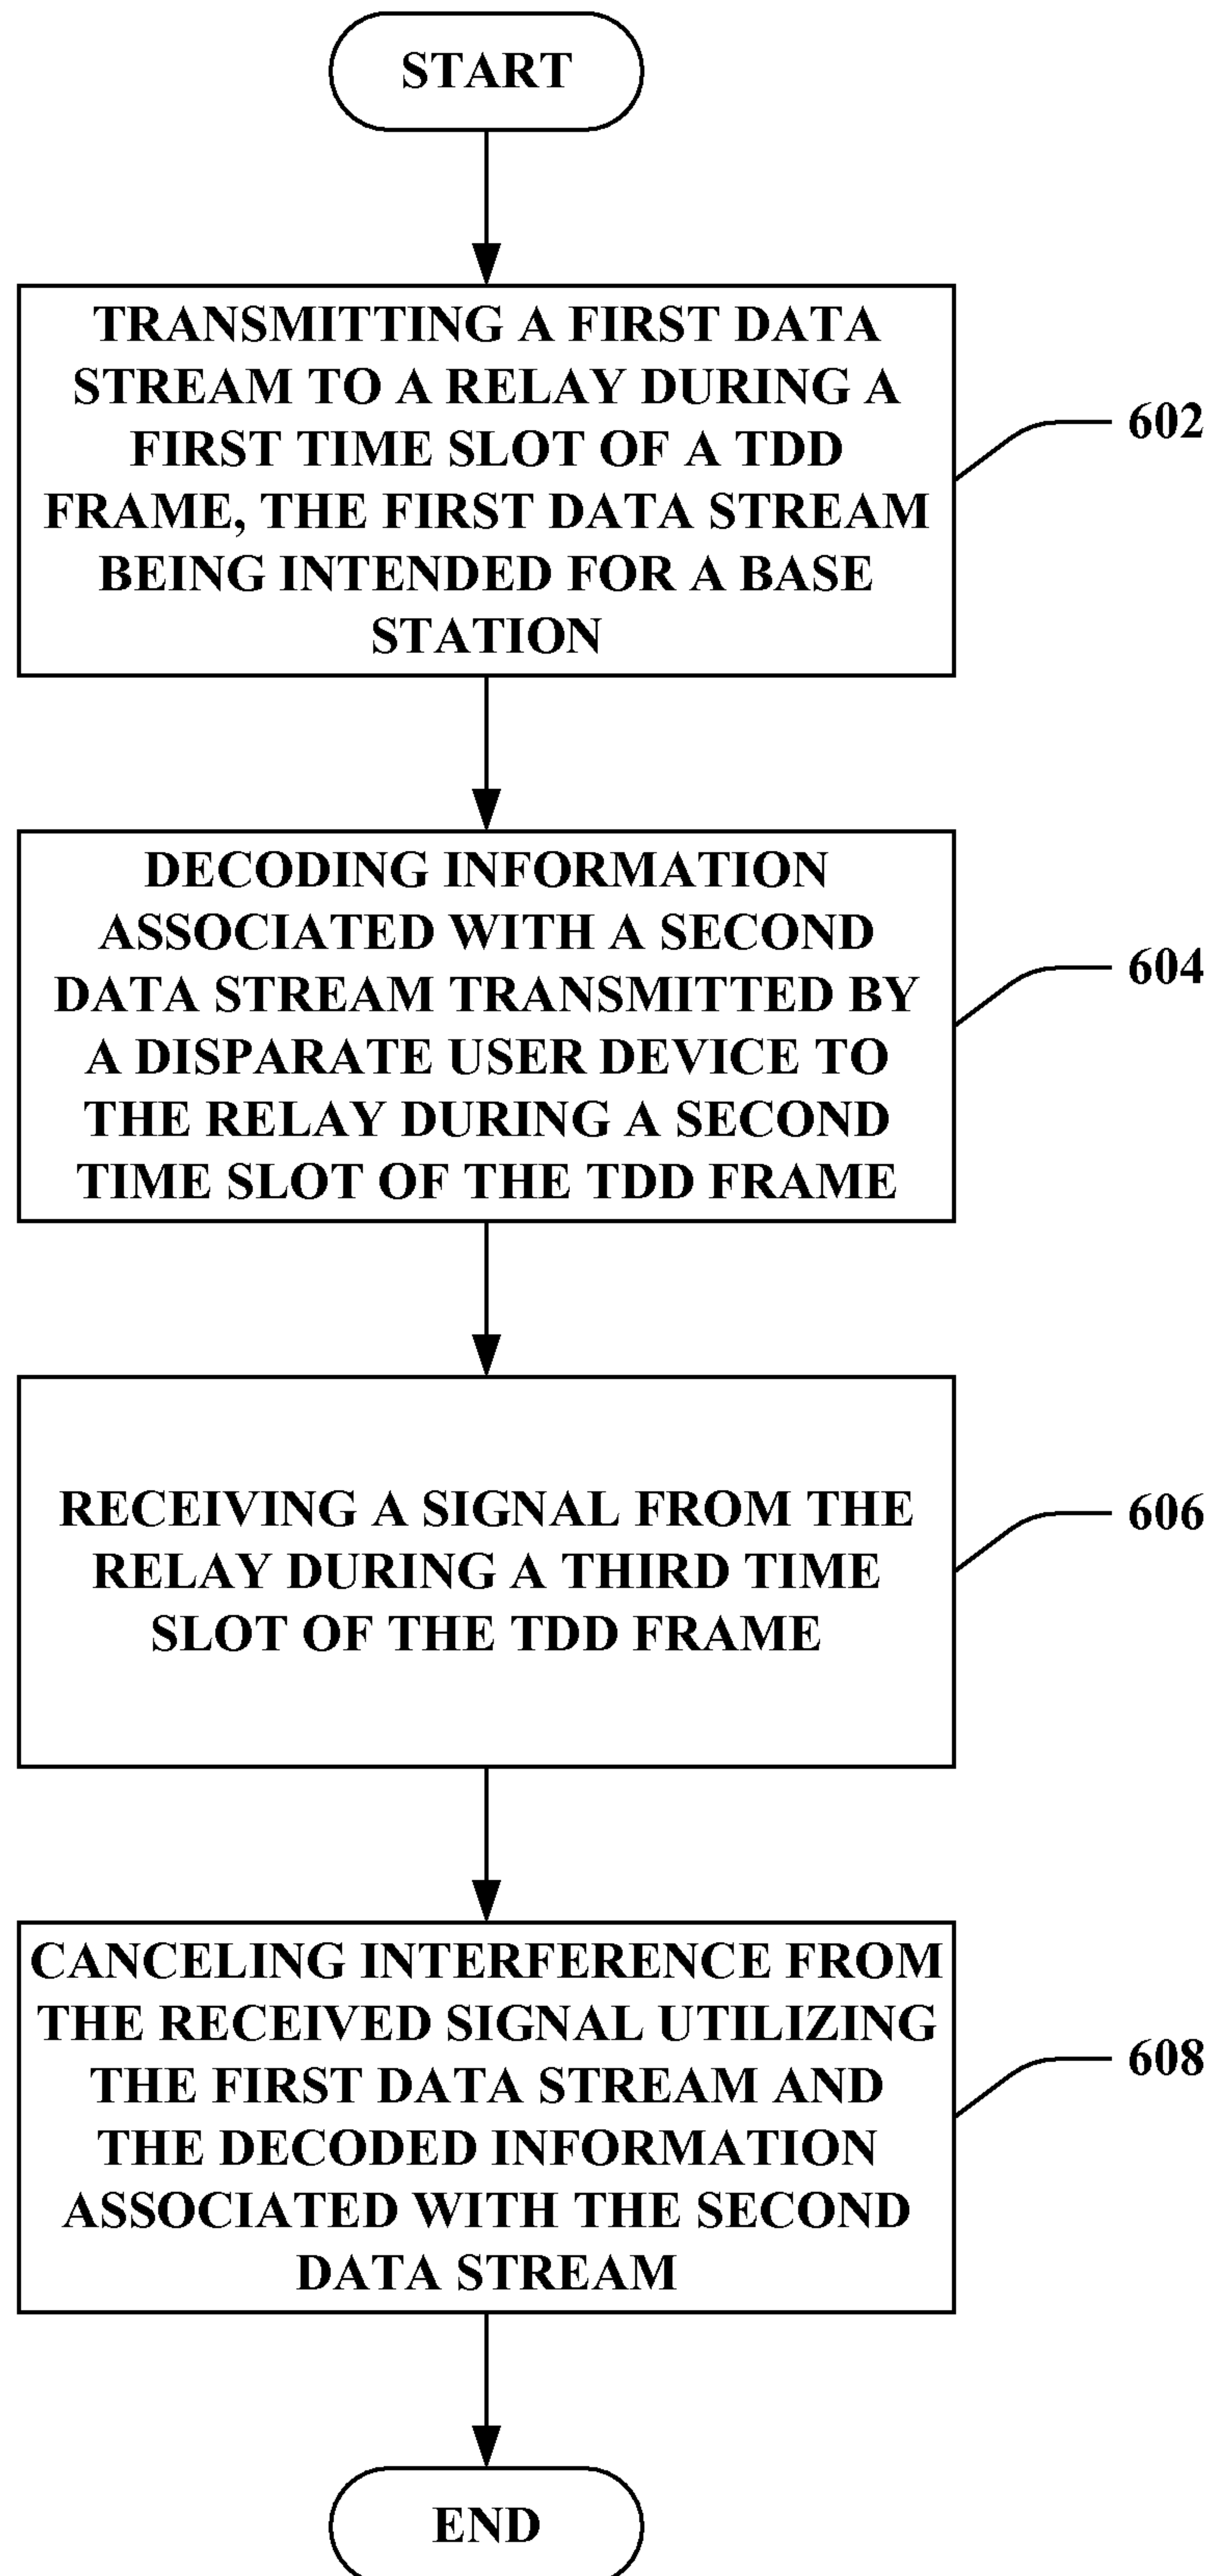 START
TRANSMITTING A FIRST DATA
STREAM TO A RELAY DURING A
FIRST TIME SLOT OF A TDD
FRAME, THE FIRST DATA STREAM
BEING INTENDED FOR A BASE
STATION
602
DECODING INFORMATION
ASSOCIATED WITH A SECOND
DATA STREAM TRANSMITTED BY
A DISPARATE USER DEVICE TO
THE RELAY DURING A SECOND
TIME SLOT OF THE TDD FRAME
604
RECEIVING A SIGNAL FROM THE
RELAY DURING A THIRD TIME
SLOT OF THE TDD FRAME
606
CANCELING INTERFERENCE FROM
THE RECEIVED SIGNAL UTILIZING
THE FIRST DATA STREAM AND
THE DECODED INFORMATION
ASSOCIATED WITH THE SECOND
DATA STREAM
608
END